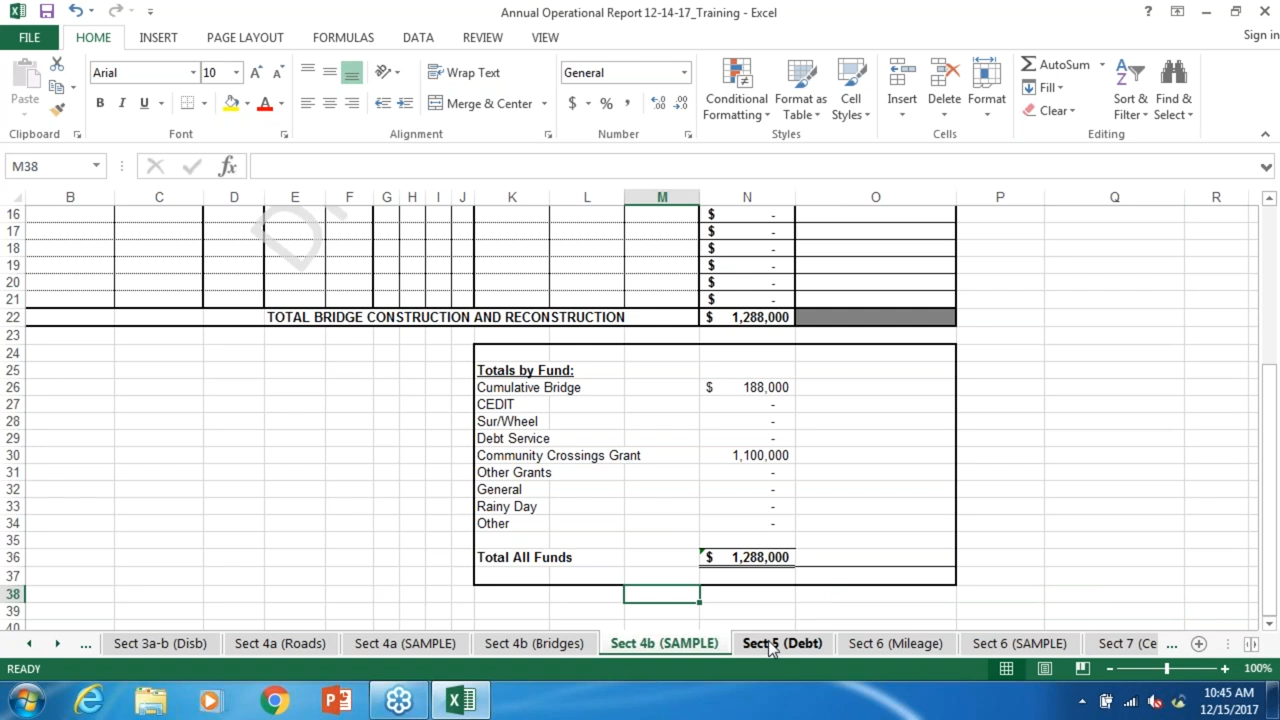 Annual Operational Report 12-14-17_Training - Excel
?
Sign in
FILE HOME INSERT PAGE LAYOUT FORMULAS DATA REVIEW VIEW
Paste
Arial 10
B I U
Wrap Text
Merge & Center
General
$ % ,
Conditional Formatting
Format as Table
Cell Styles
Insert Delete Format
AutoSum
Fill
Clear
Sort & Filter
Find & Select
Clipboard Font Alignment Number Styles Cells Editing
M38 fx
B C D E F G H I J K L M N O P Q R
16 $ -
17 $ -
18 $ -
19 $ -
20 $ -
21 $ -
22 TOTAL BRIDGE CONSTRUCTION AND RECONSTRUCTION $ 1,288,000
23
24
25 Totals by Fund:
26 Cumulative Bridge $ 188,000
27 CEDIT -
28 Sur/Wheel -
29 Debt Service -
30 Community Crossings Grant 1,100,000
31 Other Grants -
32 General -
33 Rainy Day -
34 Other -
35
36 Total All Funds $ 1,288,000
37
38
39
40
... Sect 3a-b (Disb) Sect 4a (Roads) Sect 4a (SAMPLE) Sect 4b (Bridges) Sect 4b (SAMPLE) Sect 5 (Debt) Sect 6 (Mileage) Sect 6 (SAMPLE) Sect 7 (Ce ...
READY 100%
10:45 AM
12/15/2017